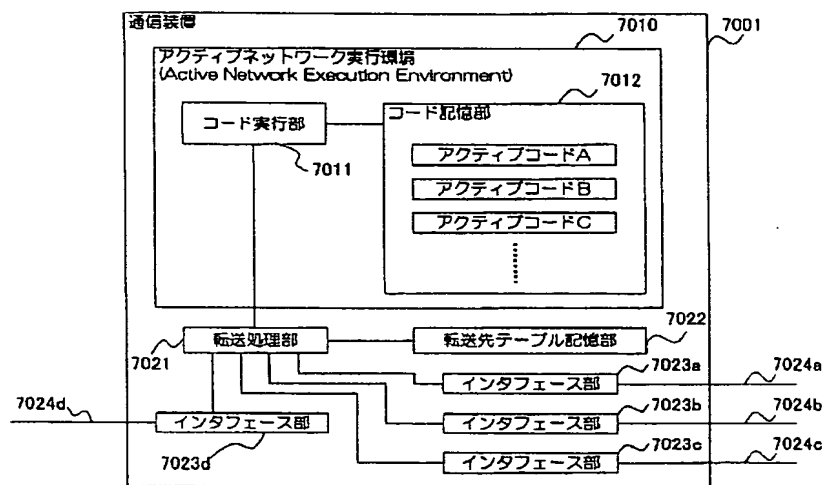 通信装置
7010
7001
アクティブネットワーク実行環境
(Active Network Execution Environment)
7012
コード記憶部
コード実行部
7011
アクティブコードA
アクティブコードB
アクティブコードC
転送処理部
7021
転送先テーブル記憶部
7022
7023a
7024a
インタフェース部
7024d
7023b
7024b
インタフェース部
インタフェース部
7023d
7023c
7024c
インタフェース部